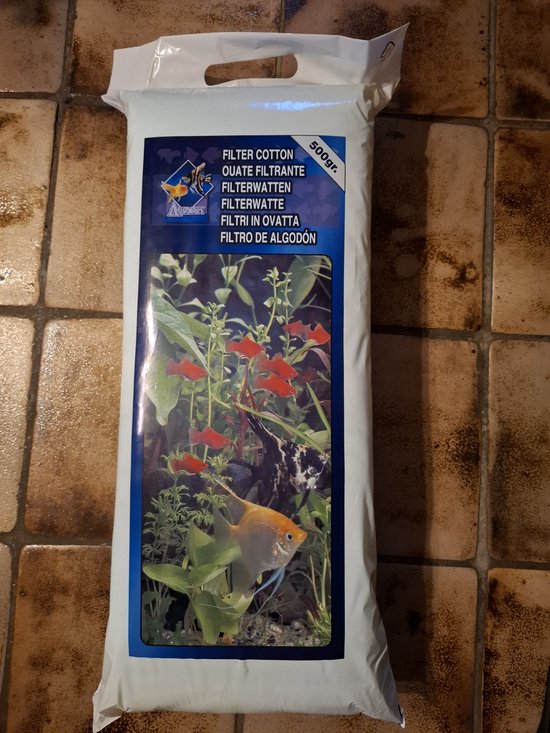 FILTER COTTON
OUATE FILTRANTE
FILTERWATTEN
FILTERWATTE
FILTRI IN OVATTA
FILTRO DE ALGODÓN
500gr.